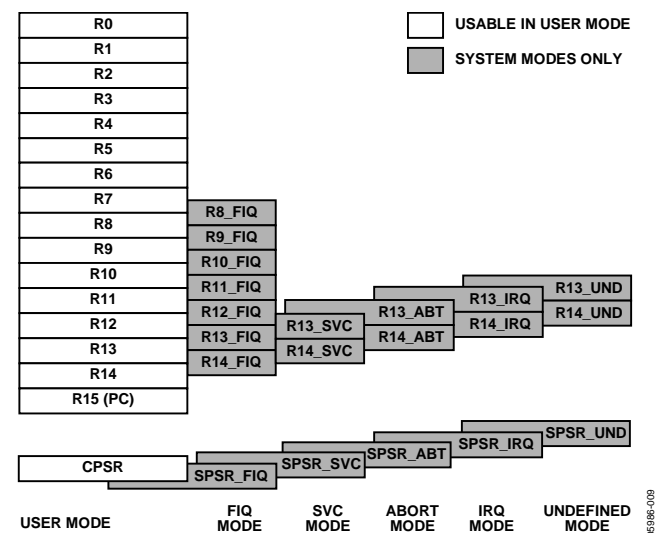 USABLE IN USER MODE
SYSTEM MODES ONLY
R0
R1
R2
R3
R4
R5
R6
R7
R8
R9
R10
R11
R12
R13
R14
R15 (PC)
R8_FIQ
R9_FIQ
R10_FIQ
R11_FIQ
R12_FIQ
R13_FIQ
R14_FIQ
R13_SVC
R14_SVC
R13_ABT
R14_ABT
R13_IRQ
R14_IRQ
R13_UND
R14_UND
CPSR
SPSR_FIQ
SPSR_SVC
SPSR_ABT
SPSR_IRQ
SPSR_UND
USER MODE
FIQ
MODE
SVC
MODE
ABORT
MODE
IRQ
MODE
UNDEFINED
MODE